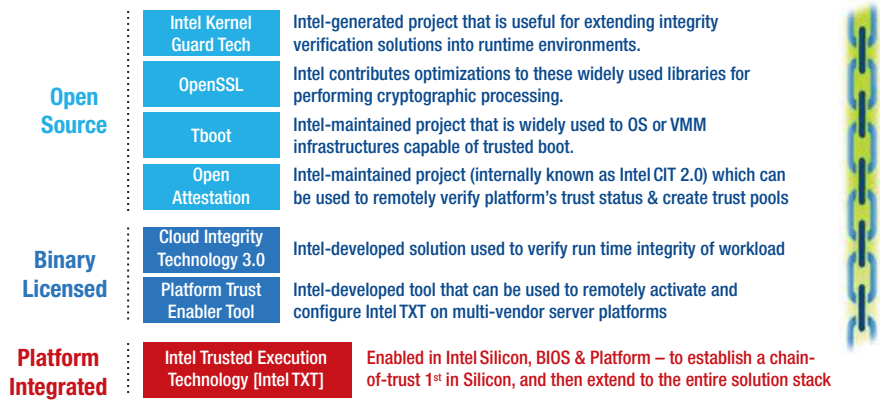 Open
Source
Intel Kernel
Guard Tech
Intel-generated project that is useful for extending integrity
verification solutions into runtime environments.
OpenSSL
Intel contributes optimizations to these widely used libraries for
performing cryptographic processing.
Tboot
Intel-maintained project that is widely used to OS or VMM
infrastructures capable of trusted boot.
Open
Attestation
Intel-maintained project (internally known as Intel CIT 2.0) which can
be used to remotely verify platform's trust status & create trust pools
Binary
Licensed
Cloud Integrity
Technology 3.0
Intel-developed solution used to verify run time integrity of workload
Platform Trust
Enabler Tool
Intel-developed tool that can be used to remotely activate and
configure Intel TXT on multi-vendor server platforms
Platform
Integrated
Intel Trusted Execution
Technology [Intel TXT]
Enabled in Intel Silicon, BIOS & Platform – to establish a chain-
of-trust 1st in Silicon, and then extend to the entire solution stack